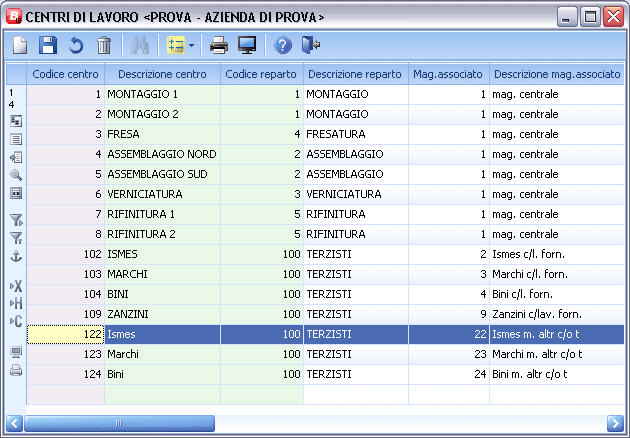 CENTRI DI LAVORO <PROVA - AZIENDA DI PROVA>
Codice centro Descrizione centro Codice reparto Descrizione reparto Mag.associato Descrizione mag.associato
1
4
1 MONTAGGIO 1 1 MONTAGGIO 1 mag. centrale
2 MONTAGGIO 2 1 MONTAGGIO 1 mag. centrale
3 FRESA 4 FRESATURA 1 mag. centrale
4 ASSEMBLAGGIO NORD 2 ASSEMBLAGGIO 1 mag. centrale
5 ASSEMBLAGGIO SUD 2 ASSEMBLAGGIO 1 mag. centrale
6 VERNICIATURA 3 VERNICIATURA 1 mag. centrale
7 RIFINITURA 1 5 RIFINITURA 1 mag. centrale
8 RIFINITURA 2 5 RIFINITURA 1 mag. centrale
102 ISMES 100 TERZISTI 2 Ismes c/l. forn.
103 MARCHI 100 TERZISTI 3 Marchi c/l. forn.
104 BINI 100 TERZISTI 4 Bini c/l. forn.
109 ZANZINI 100 TERZISTI 9 Zanzini c/lav. forn.
122 Ismes 100 TERZISTI 22 Ismes m. altr c/o t
123 Marchi 100 TERZISTI 23 Marchi m. altr c/o t
124 Bini 100 TERZISTI 24 Bini m. altr c/o t
X
H
C